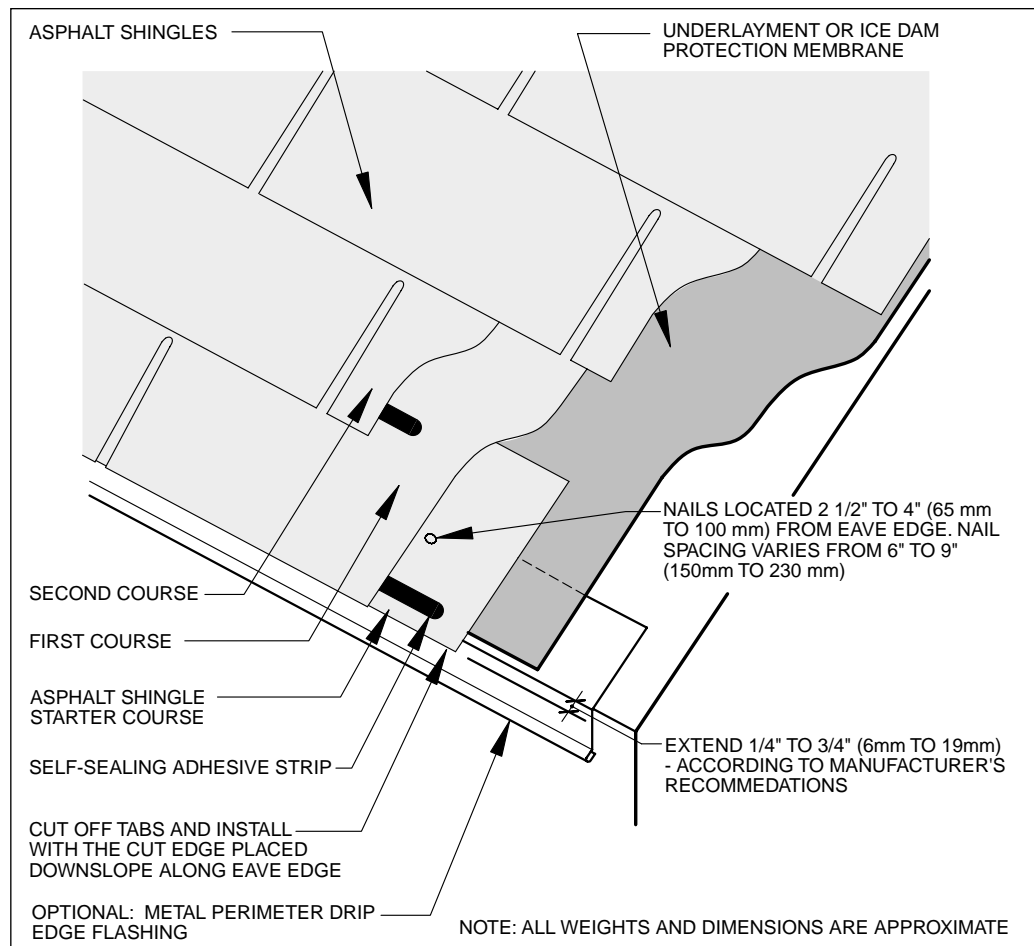 ASPHALT SHINGLES
UNDERLAYMENT OR ICE DAM
PROTECTION MEMBRANE
NAILS LOCATED 2 1/2" TO 4" (65 mm
TO 100 mm) FROM EAVE EDGE. NAIL
SPACING VARIES FROM 6" TO 9"
(150mm TO 230 mm)
SECOND COURSE
FIRST COURSE
ASPHALT SHINGLE
STARTER COURSE
SELF-SEALING ADHESIVE STRIP
EXTEND 1/4" TO 3/4" (6mm TO 19mm)
- ACCORDING TO MANUFACTURER'S
RECOMMEDATIONS
CUT OFF TABS AND INSTALL
WITH THE CUT EDGE PLACED
DOWNSLOPE ALONG EAVE EDGE
OPTIONAL: METAL PERIMETER DRIP
EDGE FLASHING
NOTE: ALL WEIGHTS AND DIMENSIONS ARE APPROXIMATE